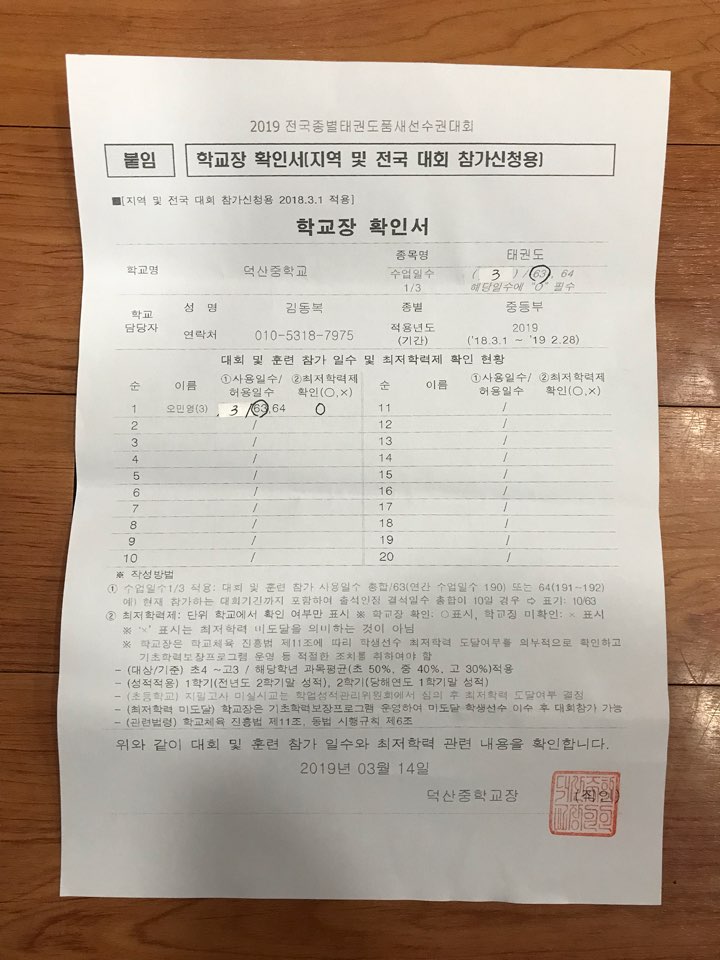 2019 전국종별태권도품새선수권대회
붙임 학교장 확인서(지역 및 전국 대회 참가신청용)
■[지역 및 전국 대회 참가신청용 2018.3.1 적용]
학교장 확인서
학교명 덕산중학교 종목명 태권도
수업일수 1/3 ( 3 ) / 63, 64
해당일수에 "O" 필수
학교 담당자 성 명 김동복 종별 중등부
연락처 010-5318-7975 적용년도 (기간) 2019 ('18.3.1 ~ '19 2.28)
대회 및 훈련 참가 일수 및 최저학력제 확인 현황
순 이름 ①사용일수/허용일수 ②최저학력제 확인(○,×) 순 이름 ①사용일수/허용일수 ②최저학력제 확인(○,×)
1 오민영(3) 3 / 63,64 O 11 /
2 / 12 /
3 / 13 /
4 / 14 /
5 / 15 /
6 / 16 /
7 / 17 /
8 / 18 /
9 / 19 /
10 / 20 /
※ 작성방법
① 수업일수1/3 적용: 대회 및 훈련 참가 사용일수 총합/63(연간 수업일수 190) 또는 64(191~192)
예) 현재 참가하는 대회기간까지 포함하여 출석인정 결석일수 총합이 10일 경우 ⇨ 표기: 10/63
② 최저학력제: 단위 학교에서 확인 여부만 표시 ※ 학교장 확인: ○표시, 학교장 미확인: × 표시
※ '×' 표시는 최저학력 미도달을 의미하는 것이 아님
※ 학교장은 학교체육 진흥법 제11조에 따라 학생선수 최저학력 도달여부를 의무적으로 확인하고
기초학력보장프로그램 운영 등 적절한 조치를 취하여야 함
- (대상/기준) 초4 ~고3 / 해당학년 과목평균(초 50%, 중 40%, 고 30%)적용
- (성적적용) 1학기(전년도 2학기말 성적), 2학기(당해연도 1학기말 성적)
- (초등학교) 지필고사 미실시교는 학업성적관리위원회에서 심의 후 최저학력 도달여부 결정
- (최저학력 미도달) 학교장은 기초학력보장프로그램 운영하여 미도달 학생선수 이수 후 대회참가 가능
- (관련법령) 학교체육 진흥법 제11조, 동법 시행규칙 제6조
위와 같이 대회 및 훈련 참가 일수와 최저학력 관련 내용을 확인합니다.
2019년 03월 14일
덕산중학교장 (직인)